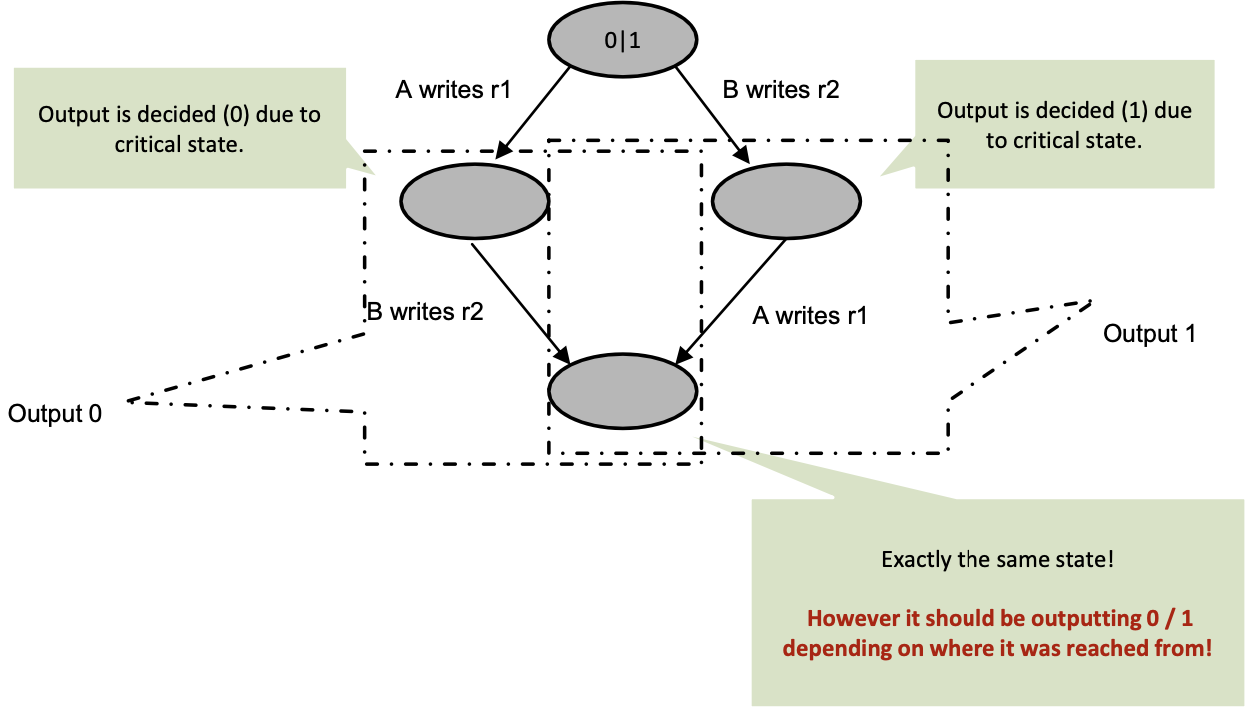 0|1
A writes r1
B writes r2
Output is decided (0) due to
critical state.
Output is decided (1) due
to critical state.
B writes r2
A writes r1
Output 1
Output 0
Exactly the same state!
However it should be outputting 0 / 1
depending on where it was reached from!